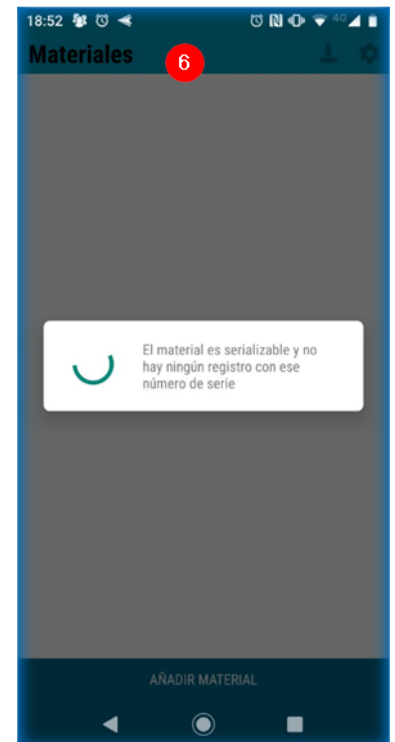 18:52
4G
Materiales
6
El material es serializable y no
hay ningún registro con ese
número de serie
AÑADIR MATERIAL